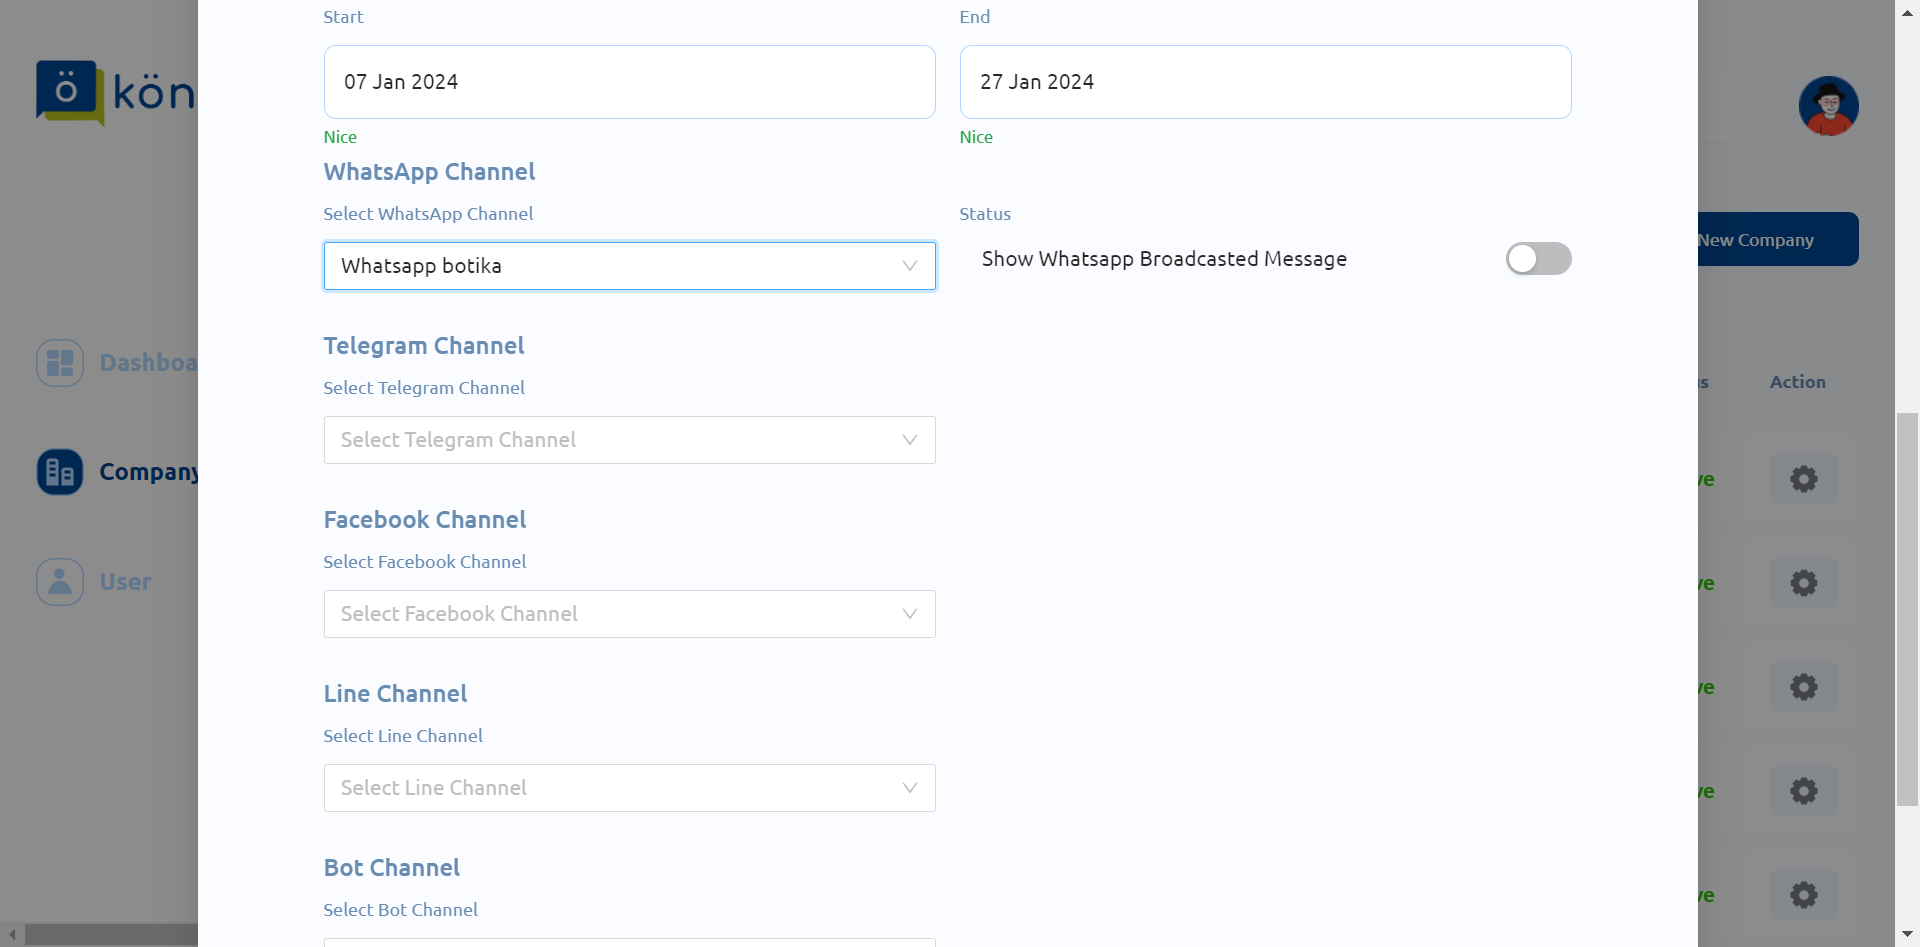 Start End
07 Jan 2024 27 Jan 2024
Nice Nice
WhatsApp Channel
Select WhatsApp Channel Status
Whatsapp botika Show Whatsapp Broadcasted Message
Telegram Channel
Select Telegram Channel
Select Telegram Channel
Facebook Channel
Select Facebook Channel
Select Facebook Channel
Line Channel
Select Line Channel
Select Line Channel
Bot Channel
Select Bot Channel
ö kön
Dashboa
Company
User
New Company
us Action
ve
ve
ve
ve
ve